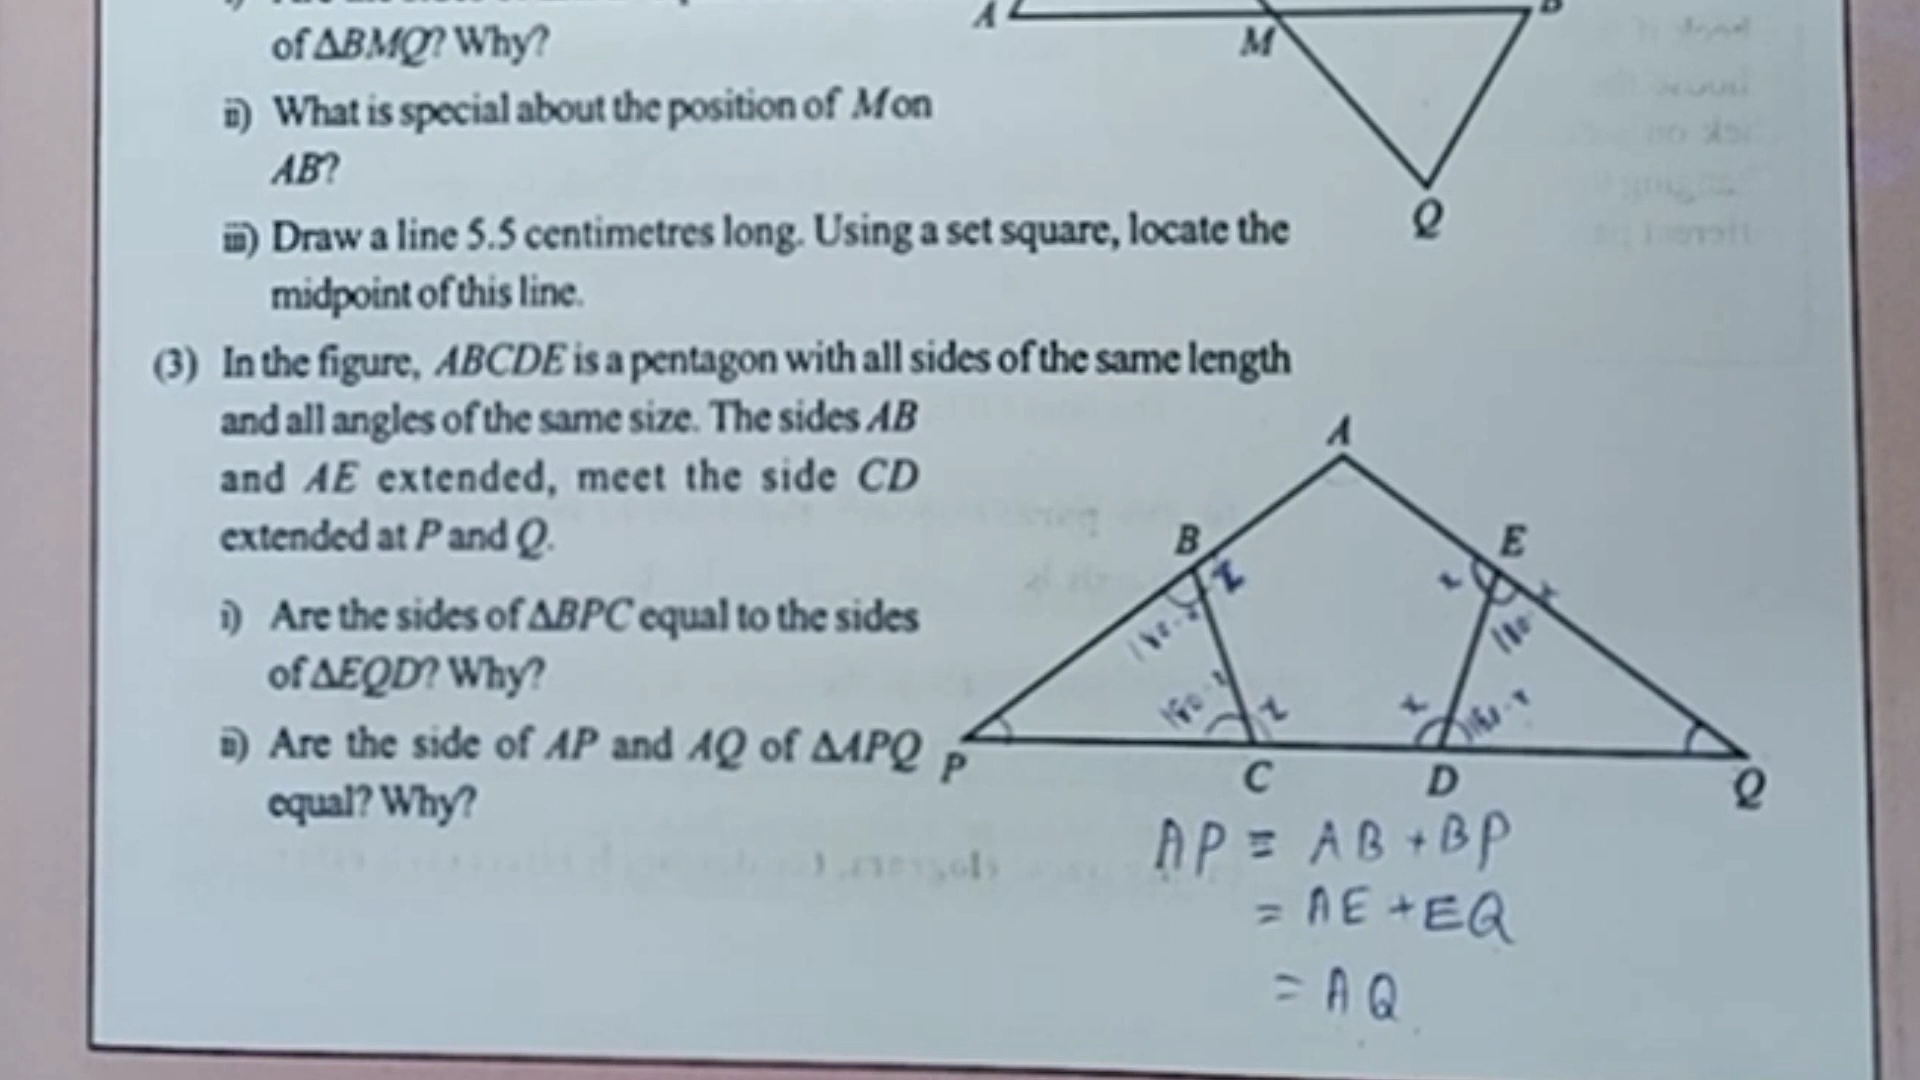 of ΔBMQ? Why?
ii) What is special about the position of M on
AB?
iii) Draw a line 5.5 centimetres long. Using a set square, locate the
midpoint of this line.
A
M
B
Q
(3) In the figure, ABCDE is a pentagon with all sides of the same length
and all angles of the same size. The sides AB
and AE extended, meet the side CD
extended at P and Q.
i) Are the sides of ΔBPC equal to the sides
of ΔEQD? Why?
ii) Are the side of AP and AQ of ΔAPQ
equal? Why?
A
B
E
x
x
x
180-x
180
180-x
x
x
180-x
P
C
D
Q
AP = AB + BP
= AE + EQ
= AQ